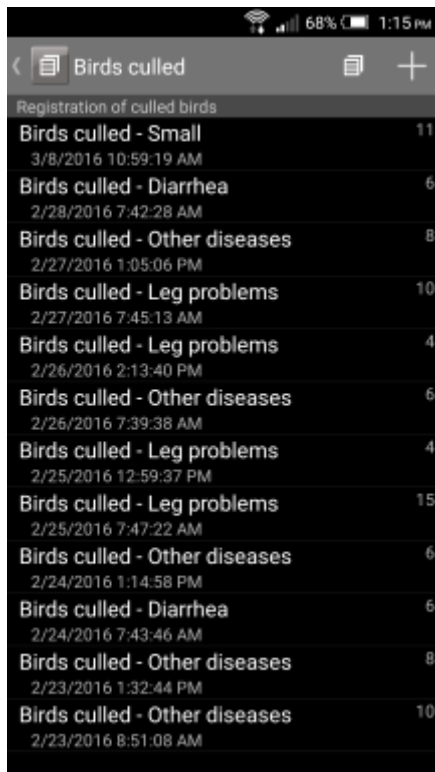 68% 1:15 PM
Birds culled
Registration of culled birds
Birds culled - Small 11
3/8/2016 10:59:19 AM
Birds culled - Diarrhea 6
2/28/2016 7:42:28 AM
Birds culled - Other diseases 8
2/27/2016 1:05:06 PM
Birds culled - Leg problems 10
2/27/2016 7:45:13 AM
Birds culled - Leg problems 4
2/26/2016 2:13:40 PM
Birds culled - Other diseases 6
2/26/2016 7:39:38 AM
Birds culled - Leg problems 4
2/25/2016 12:59:37 PM
Birds culled - Leg problems 15
2/25/2016 7:47:22 AM
Birds culled - Other diseases 6
2/24/2016 1:14:58 PM
Birds culled - Diarrhea 6
2/24/2016 7:43:46 AM
Birds culled - Other diseases 8
2/23/2016 1:32:44 PM
Birds culled - Other diseases 10
2/23/2016 8:51:08 AM